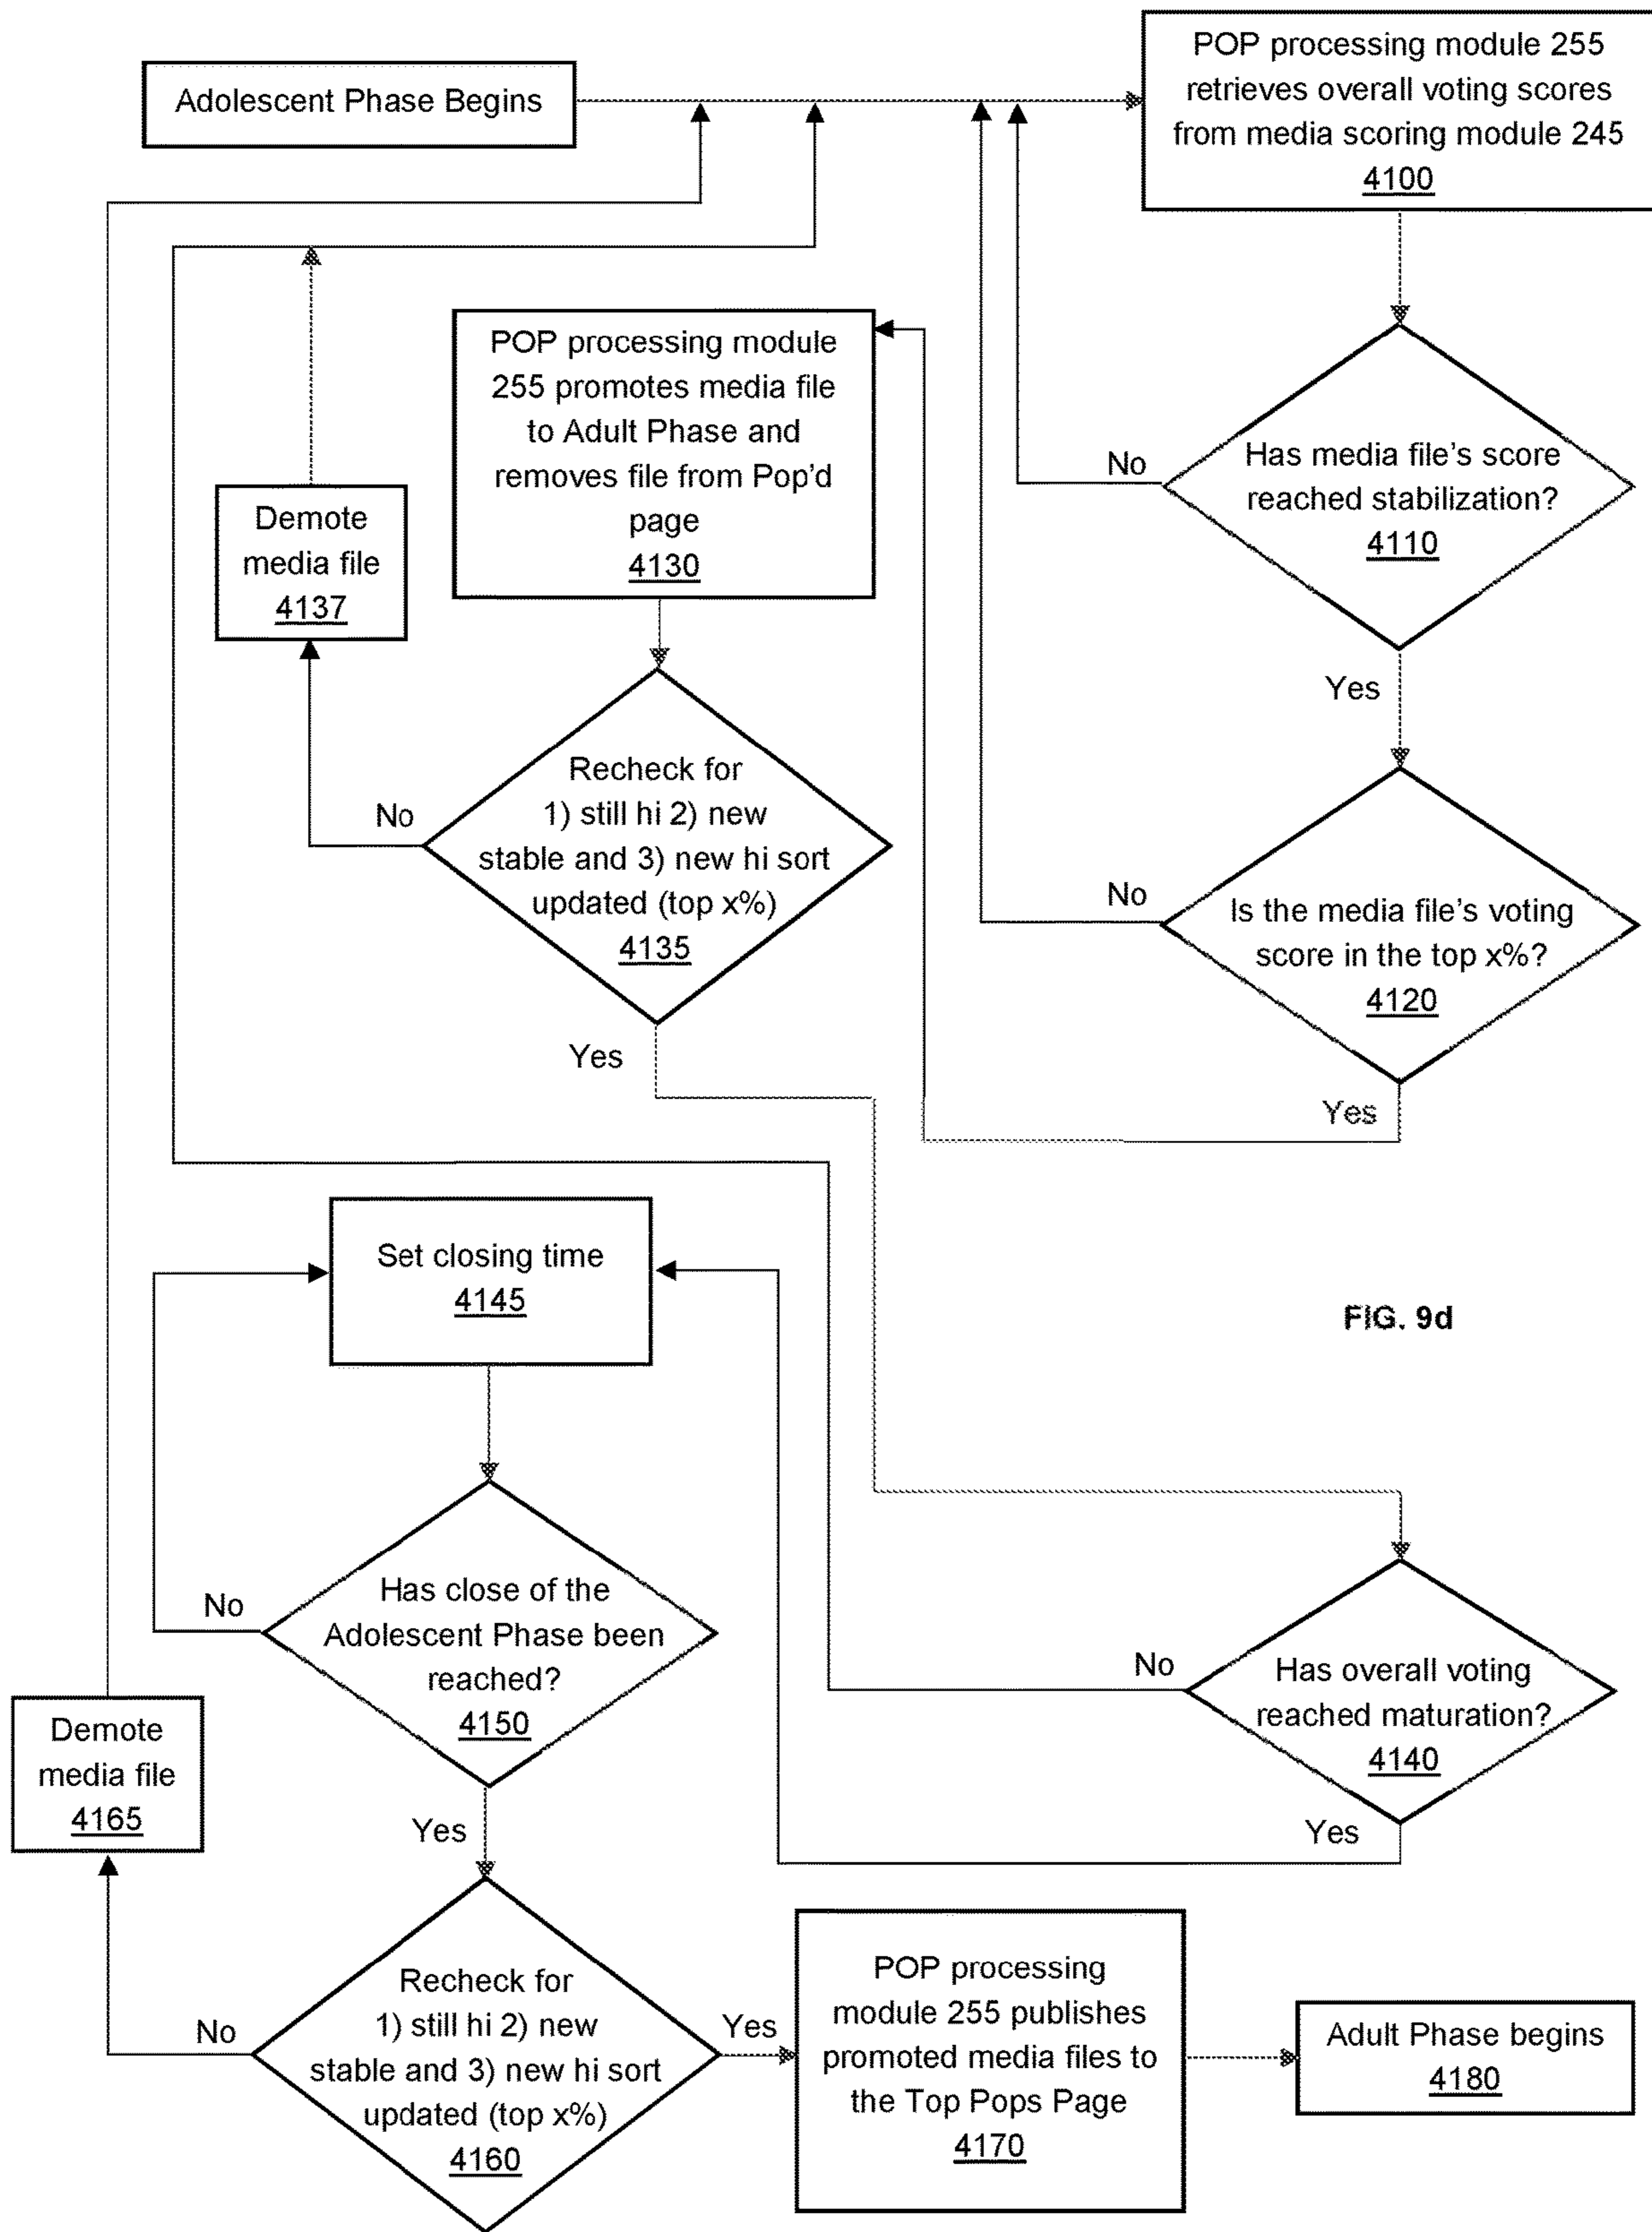 Adolescent Phase Begins
POP processing module 255
retrieves overall voting scores
from media scoring module 245
4100
Has media file's score
reached stabilization?
4110
No
Yes
Is the media file's voting
score in the top x%?
4120
No
Yes
POP processing module
255 promotes media file
to Adult Phase and
removes file from Pop'd
page
4130
Demote
media file
4137
Recheck for
1) still hi 2) new
stable and 3) new hi sort
updated (top x%)
4135
No
Yes
Set closing time
4145
FIG. 9d
Has close of the
Adolescent Phase been
reached?
4150
No
Yes
Has overall voting
reached maturation?
4140
No
Yes
Demote
media file
4165
Recheck for
1) still hi 2) new
stable and 3) new hi sort
updated (top x%)
4160
No
Yes
POP processing
module 255 publishes
promoted media files to
the Top Pops Page
4170
Adult Phase begins
4180